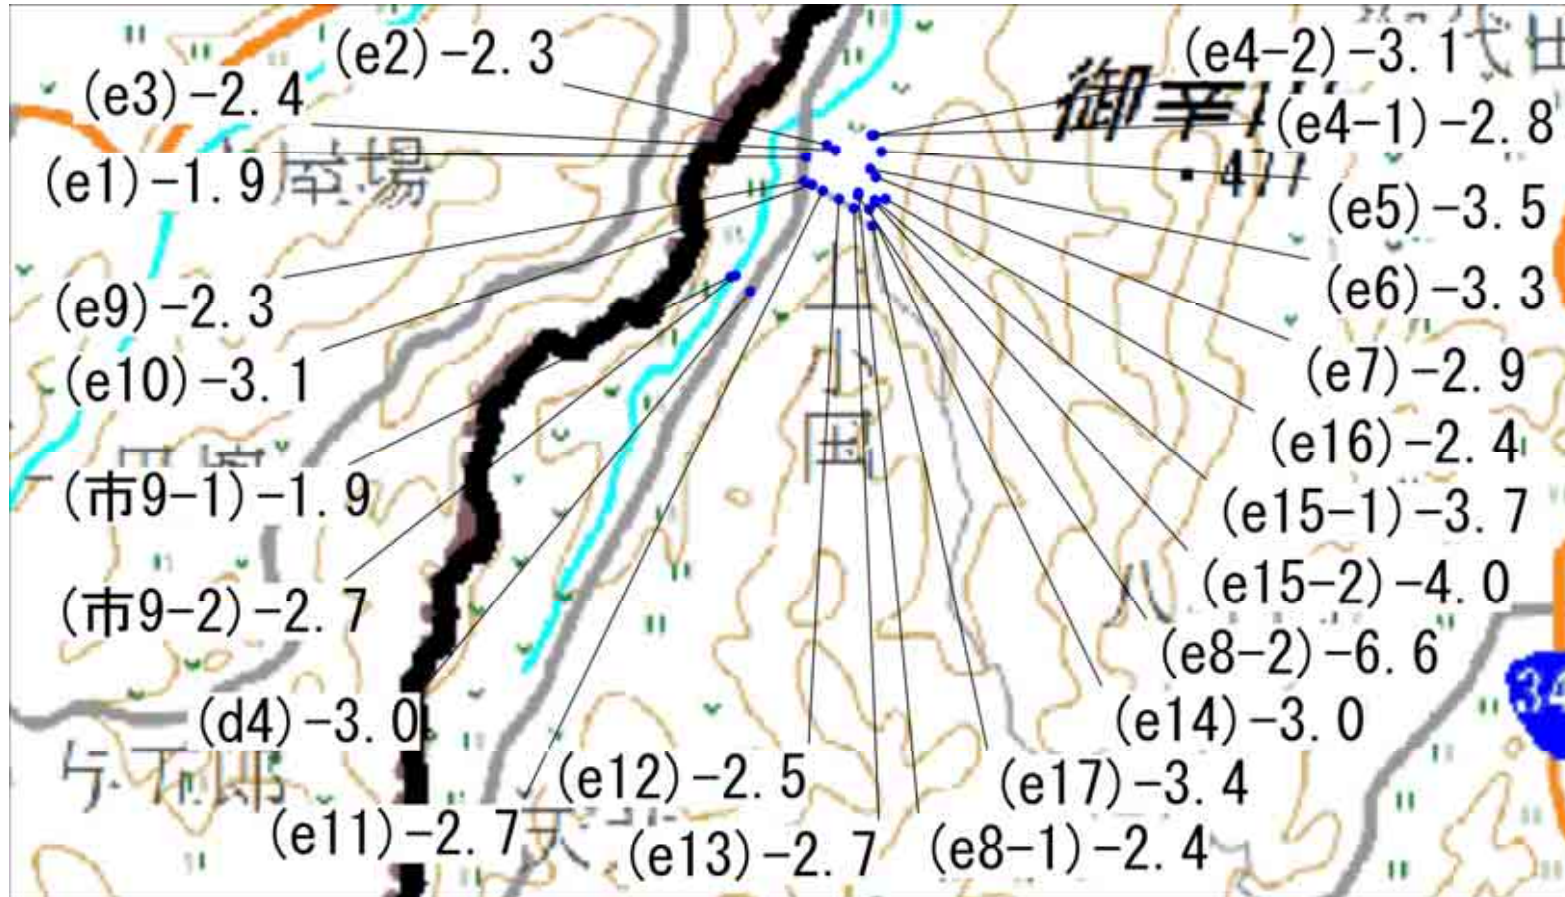 (e2)-2.3
(e4-2)-3.1
(e3)-2.4
(e4-1)-2.8
(e1)-1.9
(e5)-3.5
(e9)-2.3
(e6)-3.3
(e10)-3.1
(e7)-2.9
(e16)-2.4
(市9-1)-1.9
(e15-1)-3.7
(e15-2)-4.0
(市9-2)-2.7
(e8-2)-6.6
(d4)-3.0
(e14)-3.0
(e12)-2.5
(e17)-3.4
(e11)-2.7
(e13)-2.7
(e8-1)-2.4